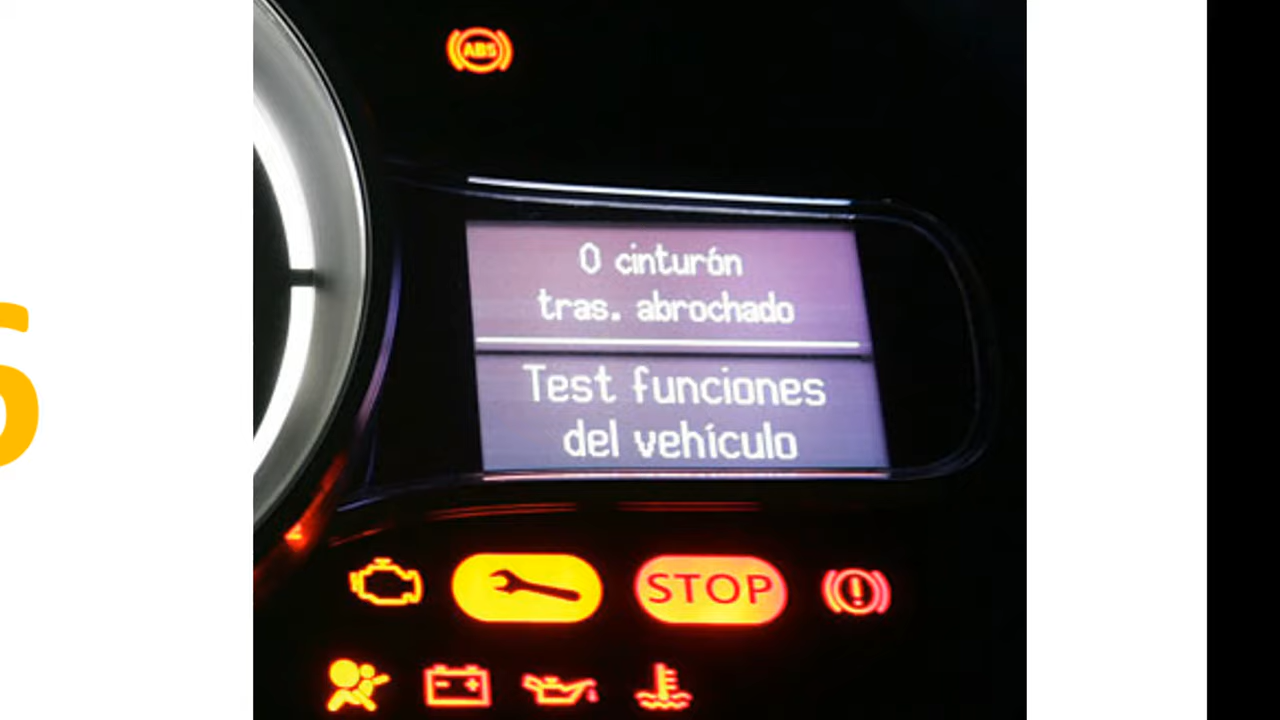 ABS
0 cinturón
tras. abrochado
Test funciones
del vehículo
STOP